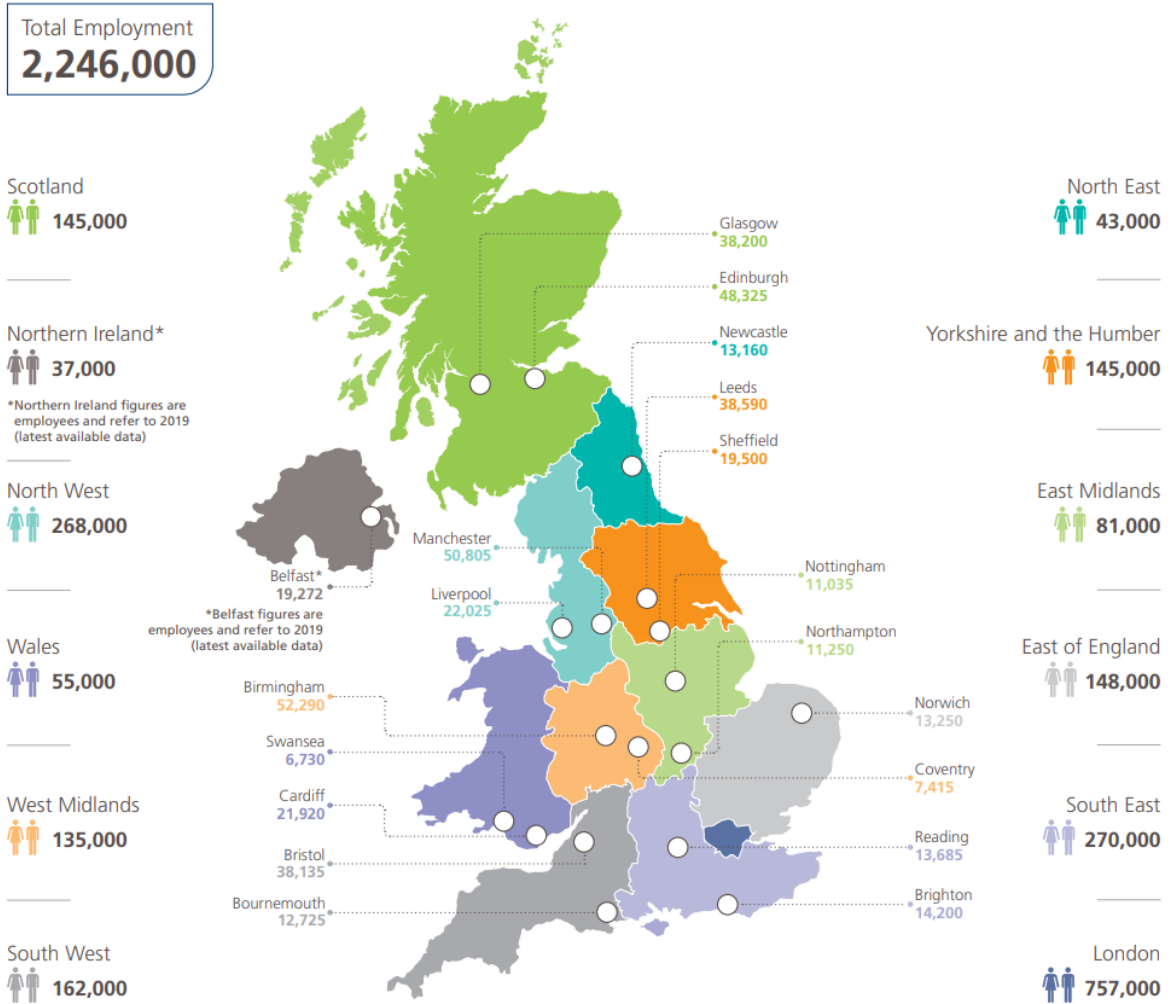 Total Employment
2,246,000
Scotland
145,000
Northern Ireland*
37,000
*Northern Ireland figures are
employees and refer to 2019
(latest available data)
North West
268,000
Wales
55,000
West Midlands
135,000
South West
162,000
Glasgow
38,200
Edinburgh
48,325
Newcastle
13,160
Leeds
38,590
Sheffield
19,500
Manchester
50,805
Liverpool
22,025
Belfast*
19,272
*Belfast figures are
employees and refer to 2019
(latest available data)
Birmingham
52,290
Swansea
6,730
Cardiff
21,920
Bristol
38,135
Bournemouth
12,725
Nottingham
11,035
Northampton
11,250
Norwich
13,250
Coventry
7,415
Reading
13,685
Brighton
14,200
North East
43,000
Yorkshire and the Humber
145,000
East Midlands
81,000
East of England
148,000
South East
270,000
London
757,000